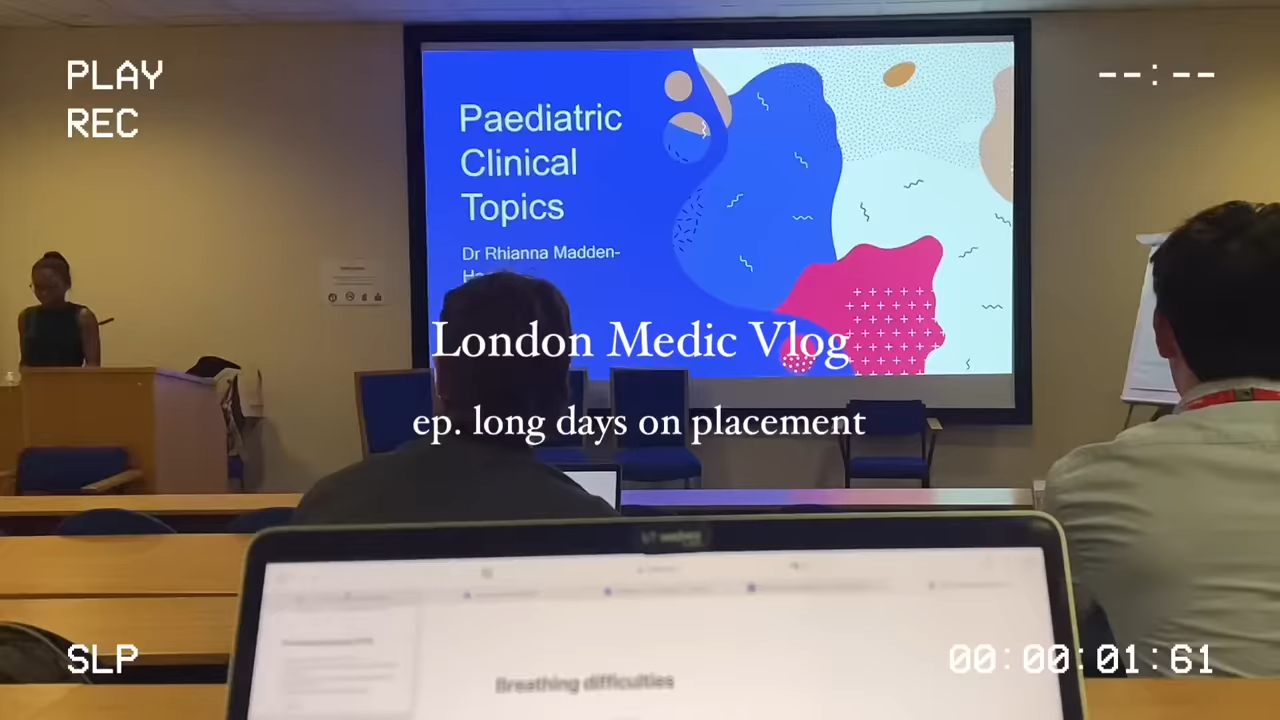 PLAY
REC
--:--
Paediatric
Clinical
Topics
Dr Rhianna Madden-
London Medic Vlog
ep. long days on placement
Breathing difficulties
SLP
00:00:01:61